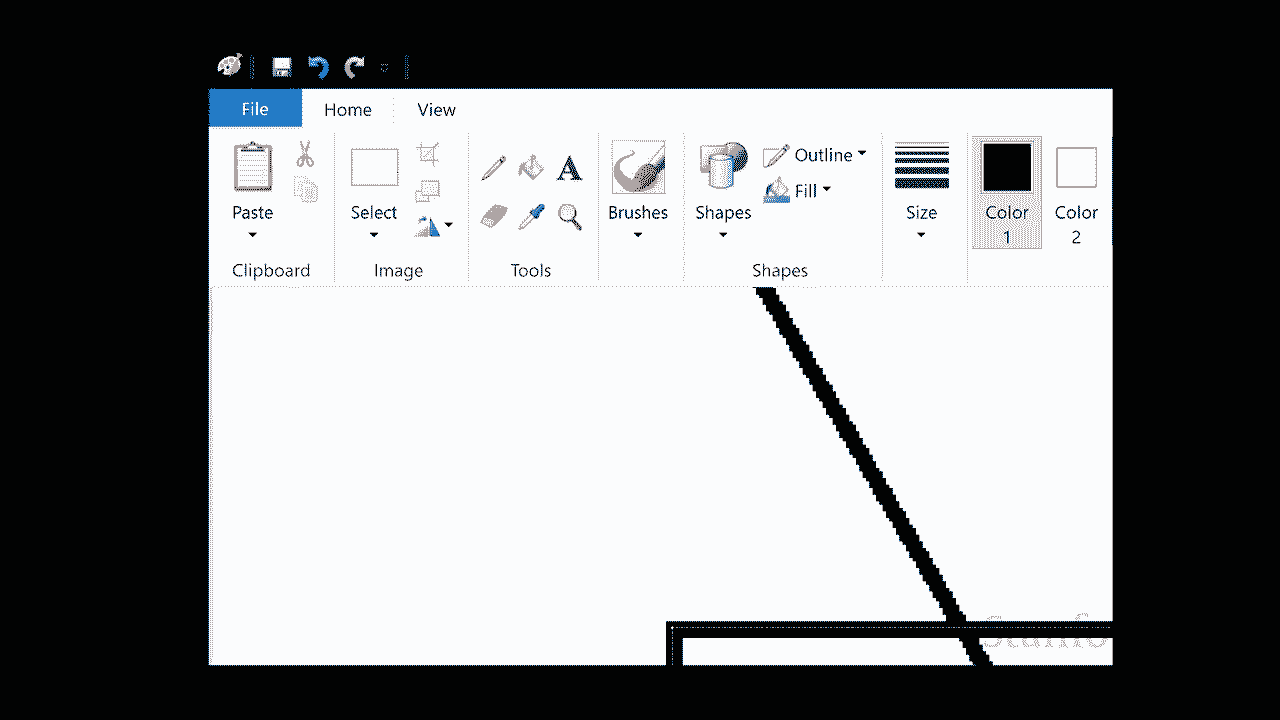 File Home View
Outline
Fill
Paste Select Brushes Shapes Size Color 1 Color 2
Clipboard Image Tools Shapes
Stanfo